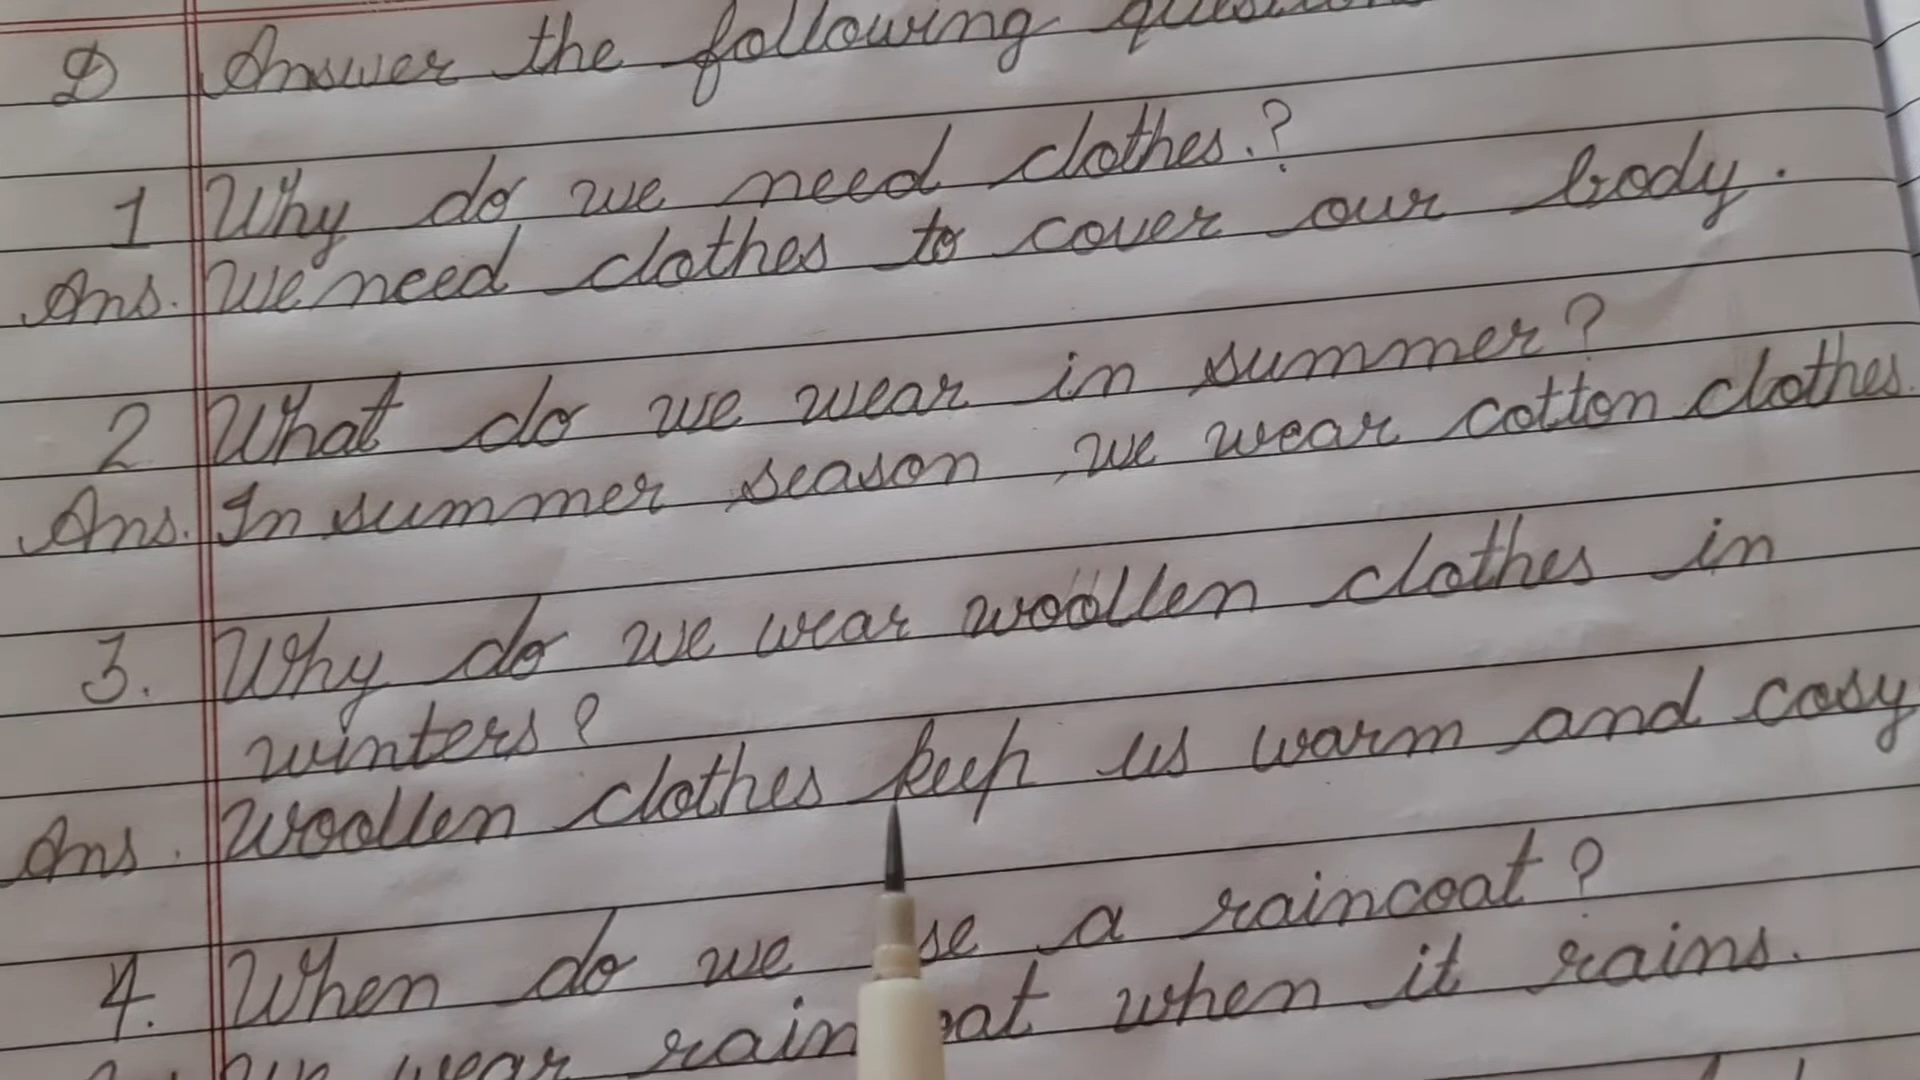 D Answer the following
1 Why do we need clothes.?
Ans. We need clothes to cover our body.
2 What do we wear in summer?
Ans. In summer season, we wear cotton clothes.
3. Why do we wear woollen clothes in
winters?
Ans. Woollen clothes keep us warm and cosy
4. When do we se a raincoat?
We wear rain oat when it rains.